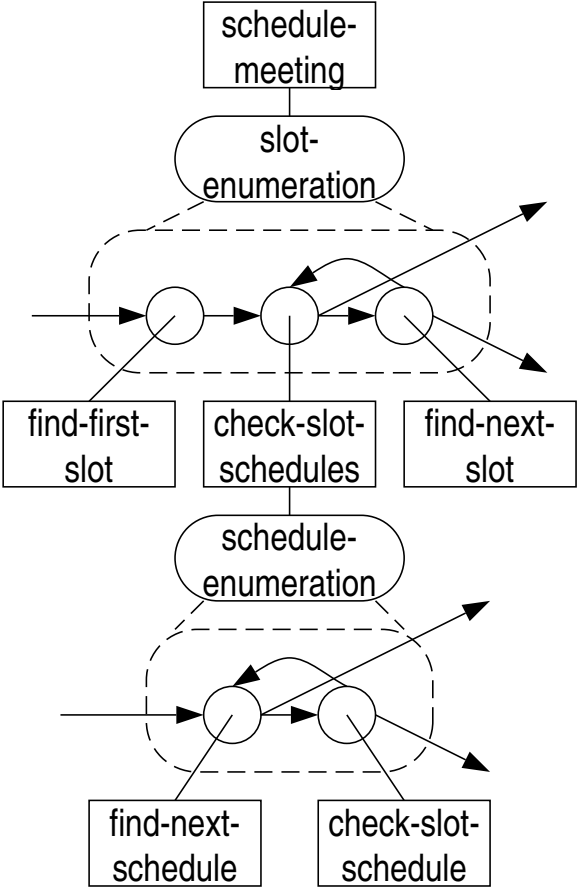 schedule-
meeting
slot-
enumeration
find-first-
slot
check-slot-
schedules
find-next-
slot
schedule-
enumeration
find-next-
schedule
check-slot-
schedule